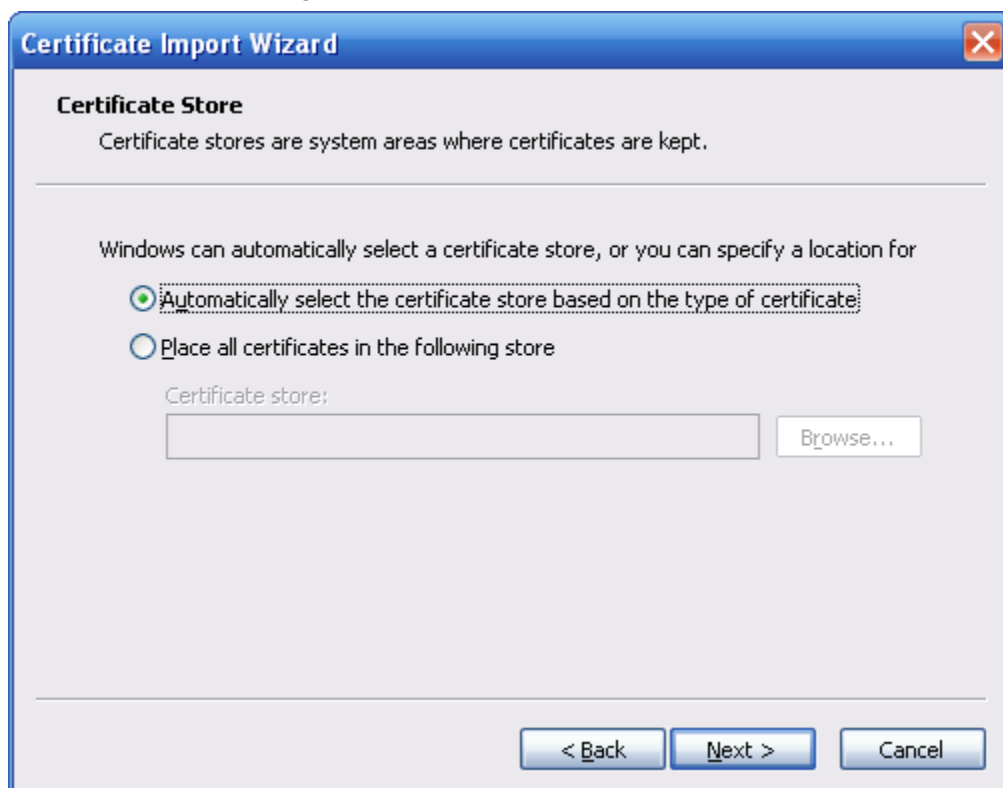 Certificate Import Wizard
Certificate Store
Certificate stores are system areas where certificates are kept.
Windows can automatically select a certificate store, or you can specify a location for
Automatically select the certificate store based on the type of certificate
Place all certificates in the following store
Certificate store:
Browse...
< Back
Next >
Cancel